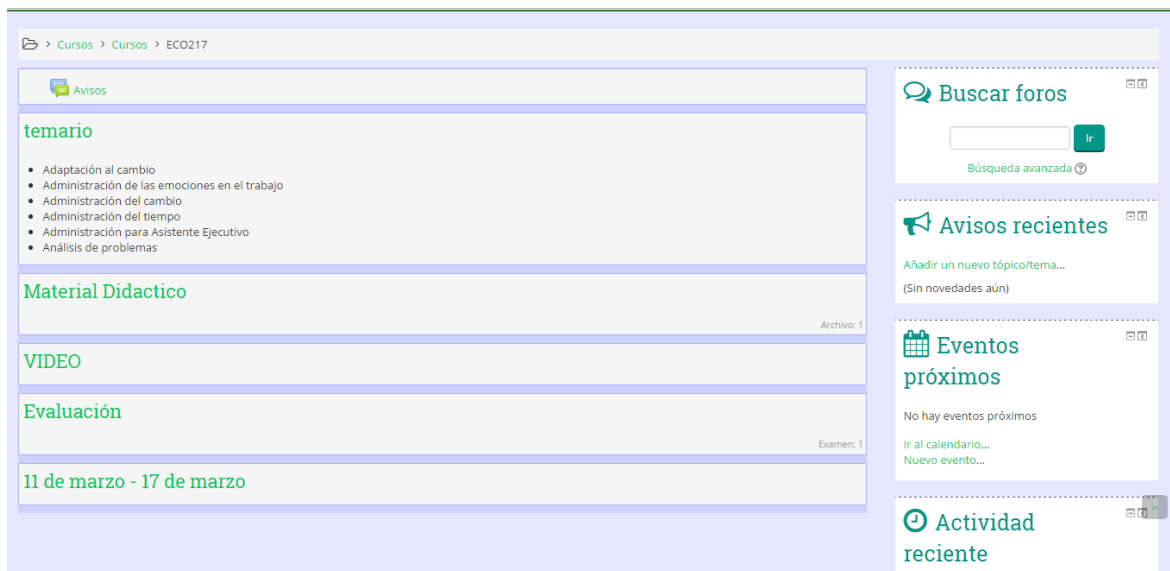 > Cursos > Cursos > ECO217
Avisos
temario
• Adaptación al cambio
• Administración de las emociones en el trabajo
• Administración del cambio
• Administración del tiempo
• Administración para Asistente Ejecutivo
• Análisis de problemas
Material Didactico
Archivo: 1
VIDEO
Evaluación
Examen: 1
11 de marzo - 17 de marzo
Buscar foros
Ir
Búsqueda avanzada
Avisos recientes
Añadir un nuevo tópico/tema...
(Sin novedades aún)
Eventos
próximos
No hay eventos próximos
Ir al calendario...
Nuevo evento...
Actividad
reciente